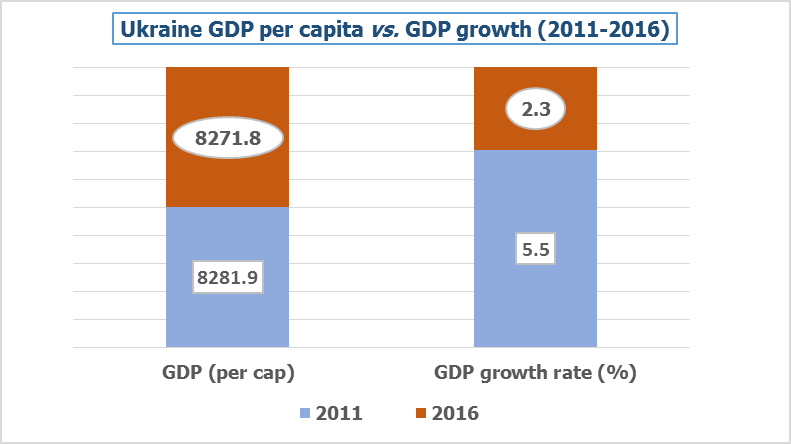 Ukraine GDP per capita vs. GDP growth (2011-2016)
8271.8
2.3
8281.9
5.5
GDP (per cap)
GDP growth rate (%)
2011
2016